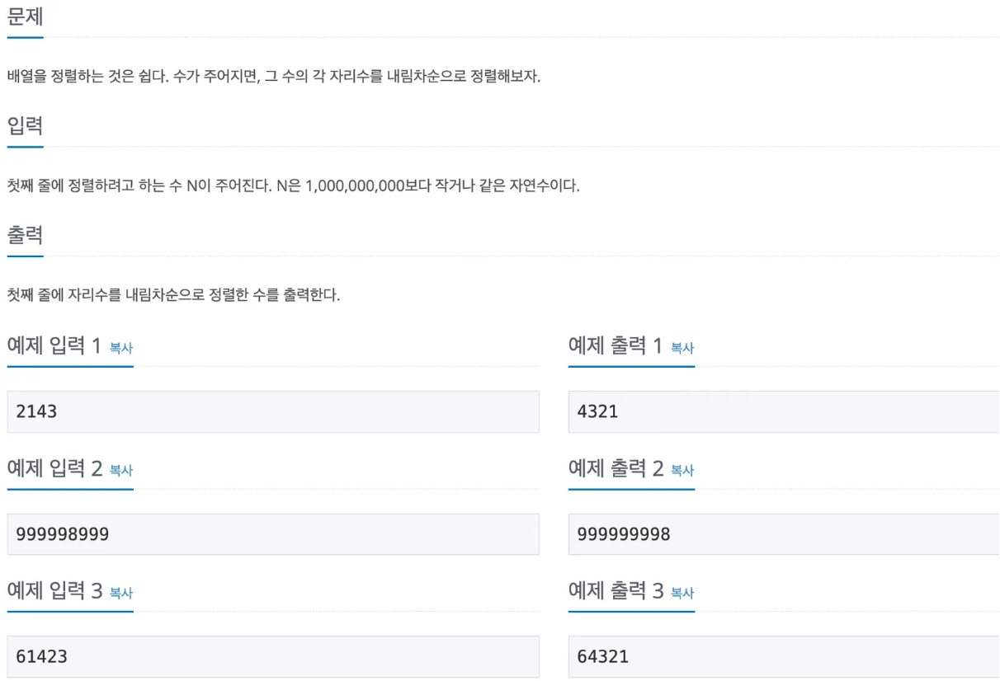 문제
배열을 정렬하는 것은 쉽다. 수가 주어지면, 그 수의 각 자리수를 내림차순으로 정렬해보자.
입력
첫째 줄에 정렬하려고 하는 수 N이 주어진다. N은 1,000,000,000보다 작거나 같은 자연수이다.
출력
첫째 줄에 자리수를 내림차순으로 정렬한 수를 출력한다.
예제 입력 1 복사
2143
예제 출력 1 복사
4321
예제 입력 2 복사
999998999
예제 출력 2 복사
999999998
예제 입력 3 복사
61423
예제 출력 3 복사
64321